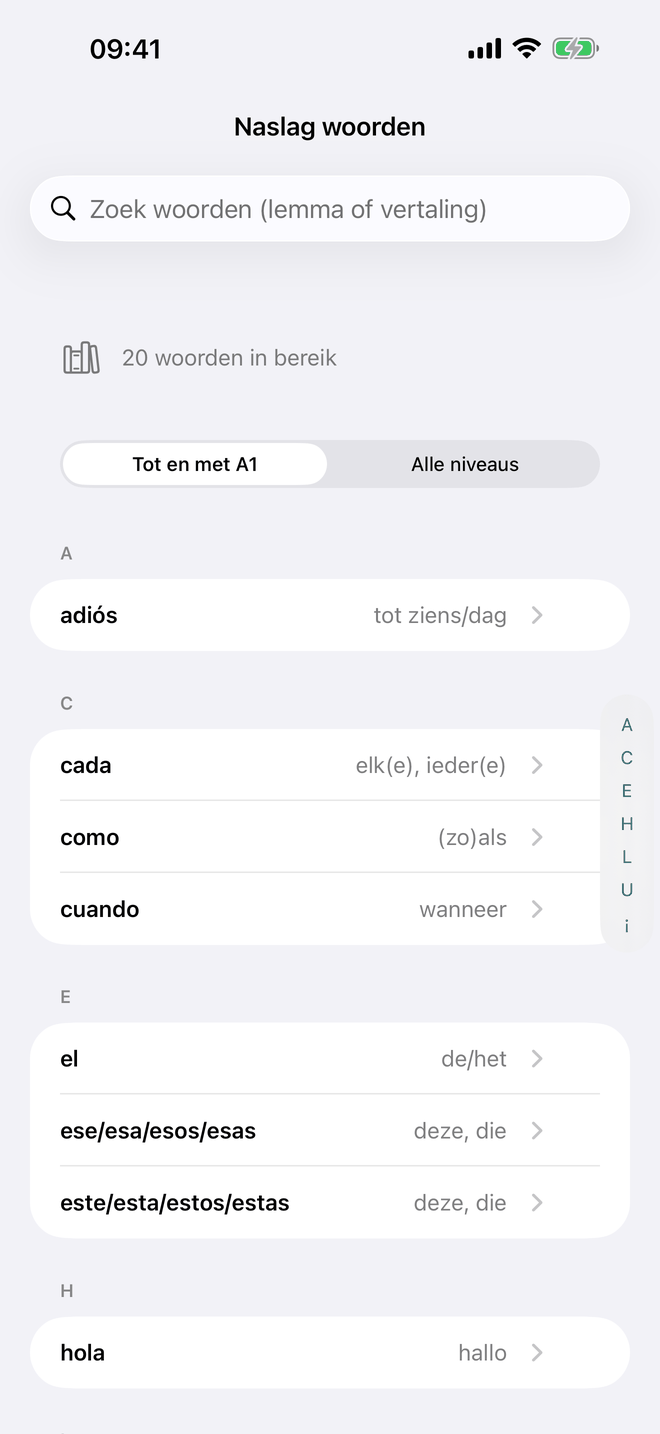 09:41
Naslag woorden
Zoek woorden (lemma of vertaling)
20 woorden in bereik
Tot en met A1 Alle niveaus
A
adiós tot ziens/dag
C
cada elk(e), ieder(e)
como (zo)als
cuando wanneer
E
el de/het
ese/esa/esos/esas deze, die
este/esta/estos/estas deze, die
H
hola hallo
A
C
E
H
L
U
i